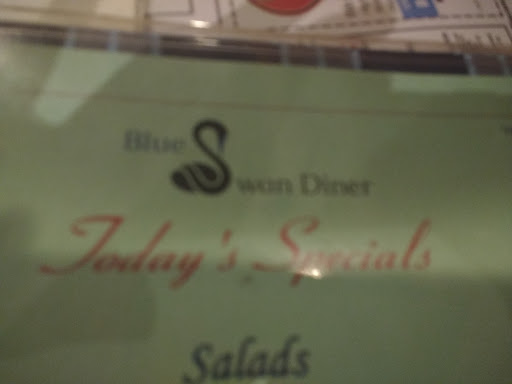 Blue Swan Diner
Today's Specials
Salads